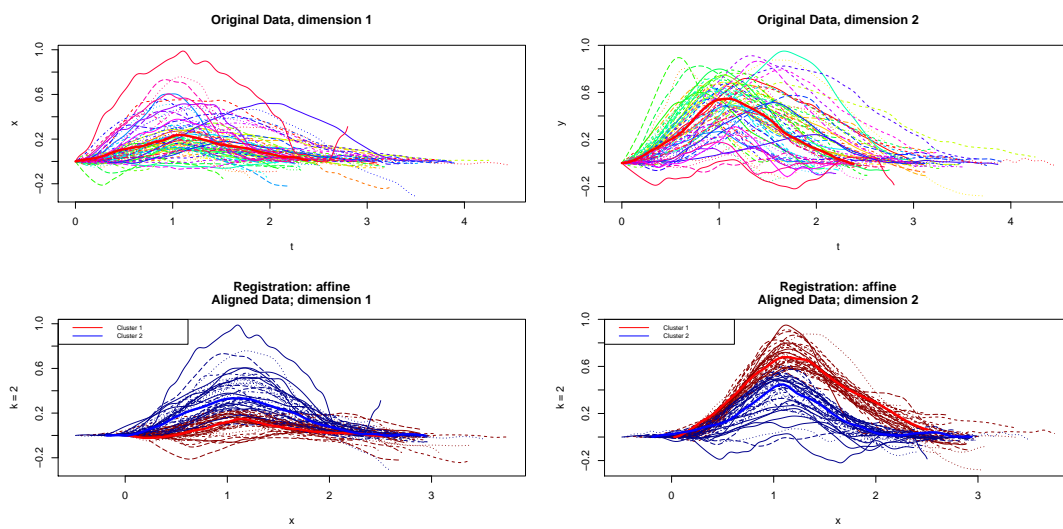 Original Data, dimension 1
1.0
0.6
0.2
−0.2
x
0 1 2 3 4
t
Original Data, dimension 2
1.0
0.6
0.2
−0.2
y
0 1 2 3 4
t
Registration: affine
Aligned Data; dimension 1
1.0
0.6
0.2
−0.2
k = 2
Cluster 1
Cluster 2
0 1 2 3
x
Registration: affine
Aligned Data; dimension 2
1.0
0.6
0.2
−0.2
k = 2
Cluster 1
Cluster 2
0 1 2 3
x